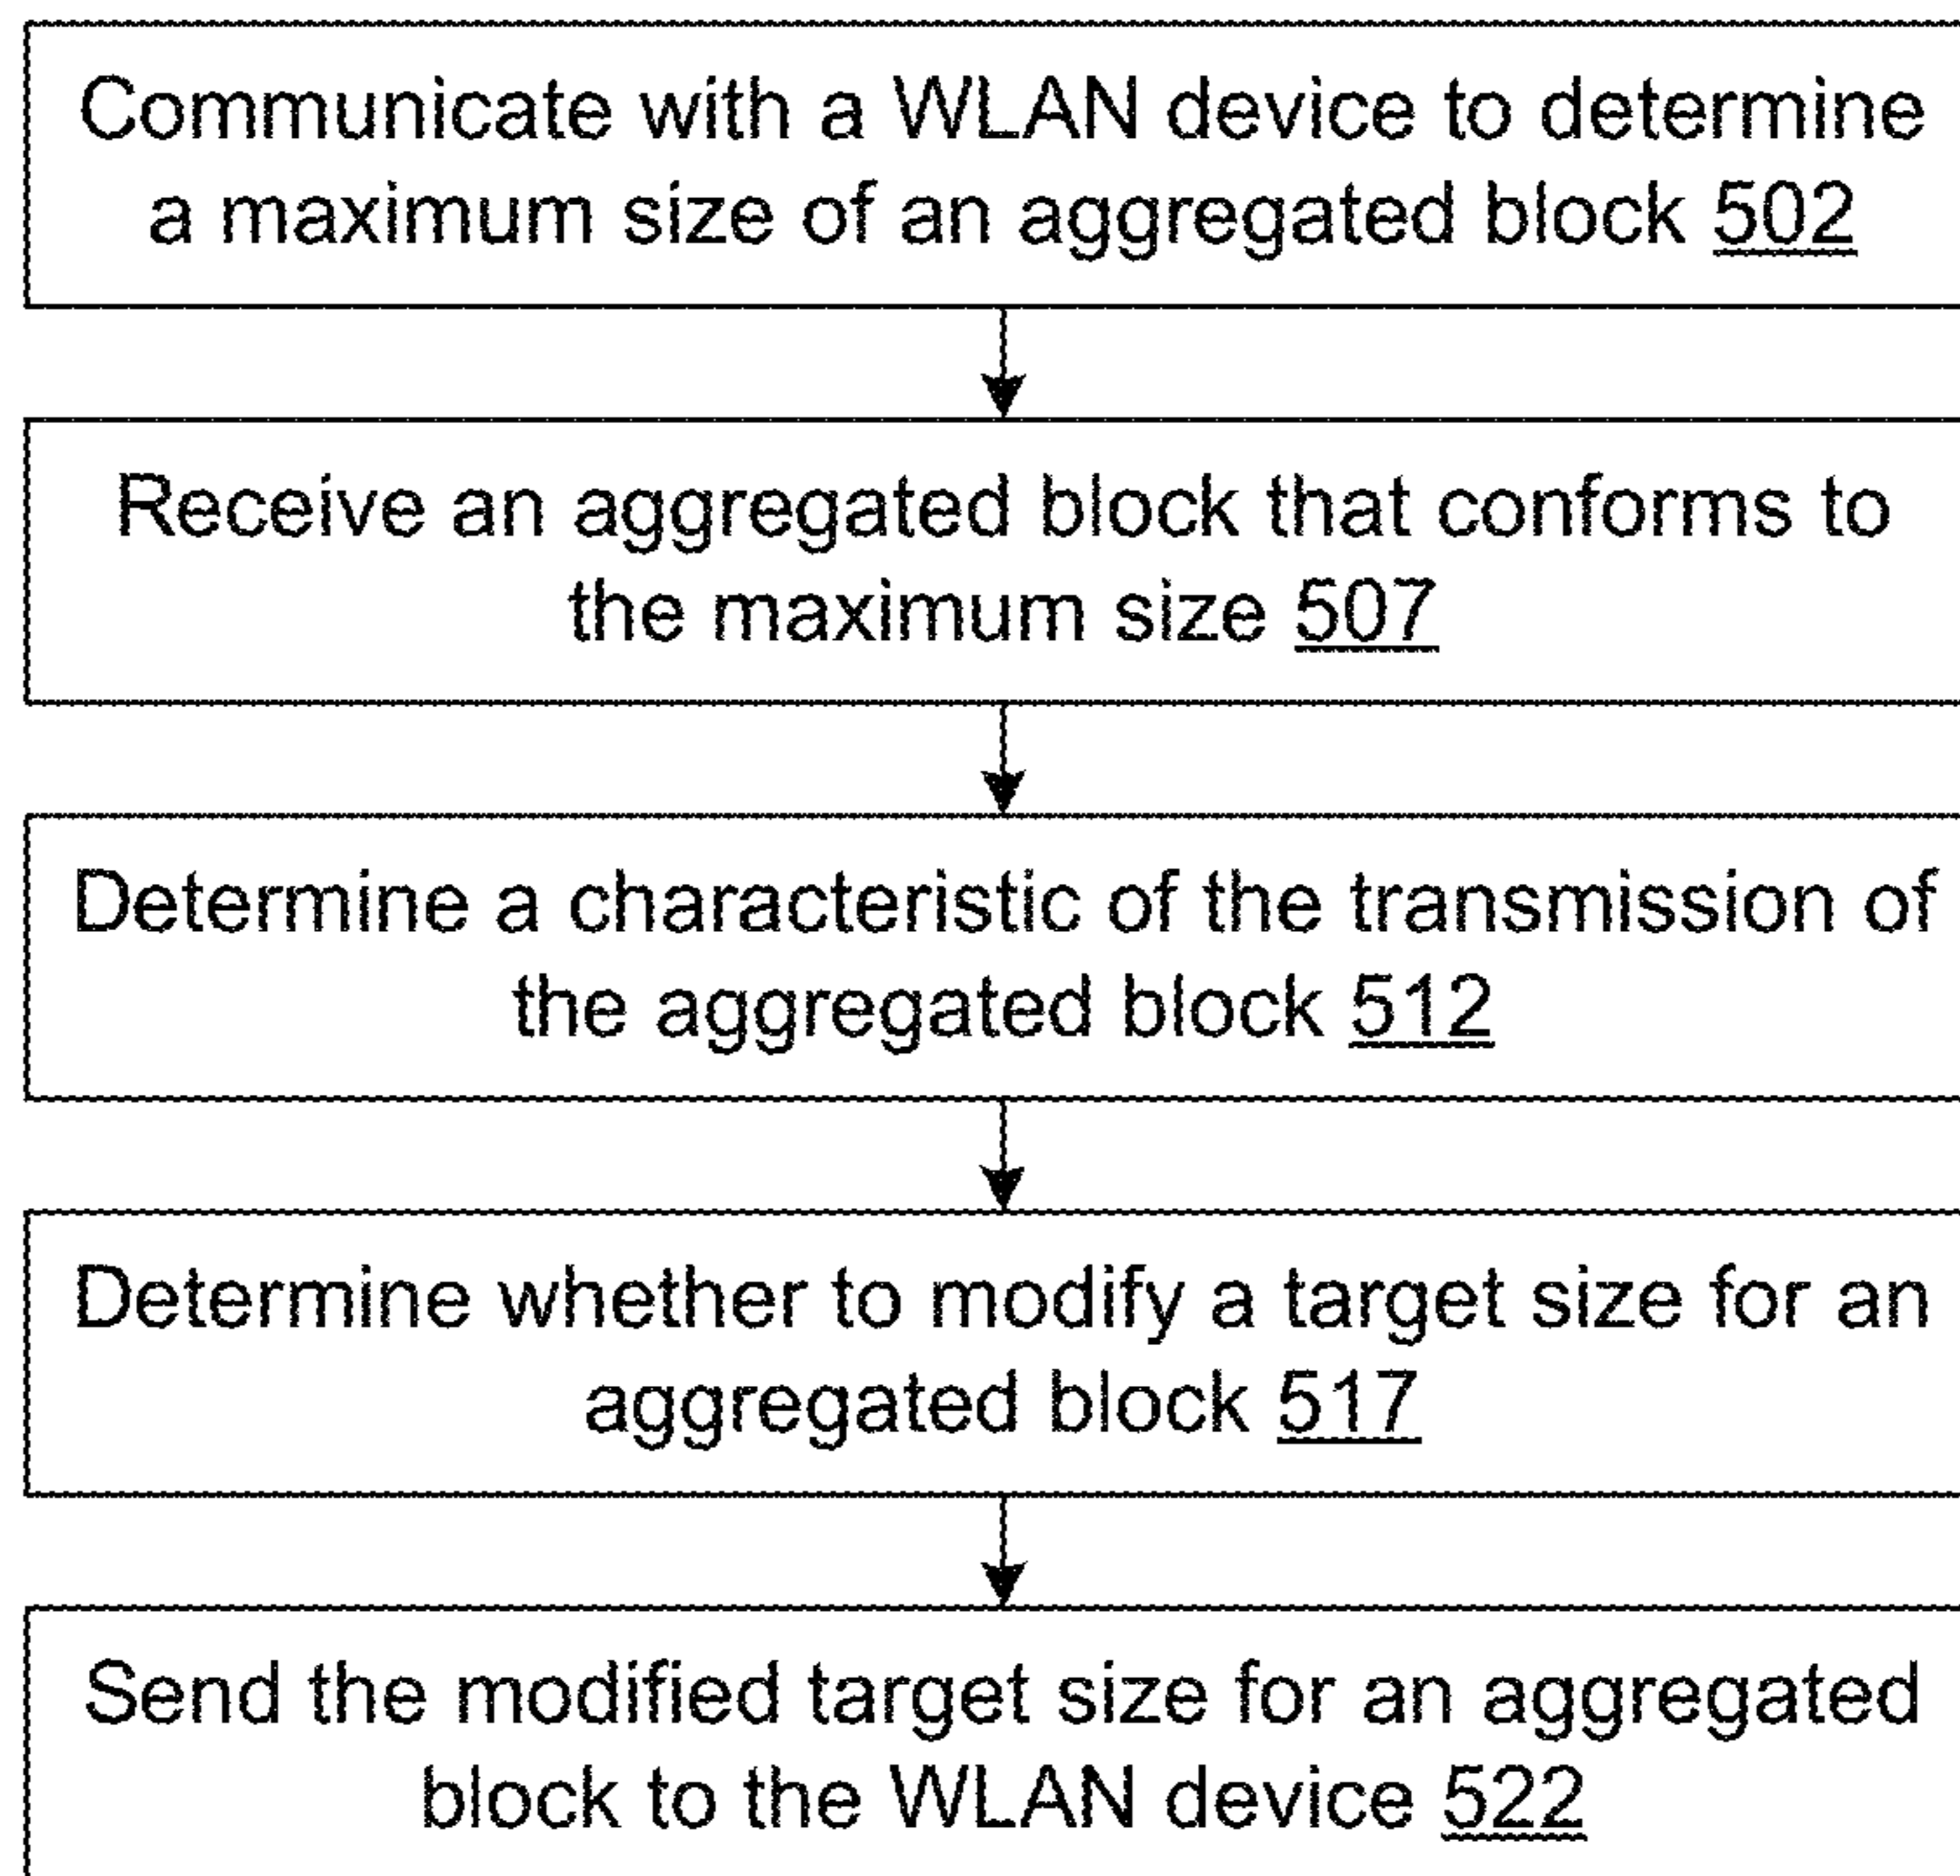 Communicate with a WLAN device to determine
a maximum size of an aggregated block 502
Receive an aggregated block that conforms to
the maximum size 507
Determine a characteristic of the transmission of
the aggregated block 512
Determine whether to modify a target size for an
aggregated block 517
Send the modified target size for an aggregated
block to the WLAN device 522